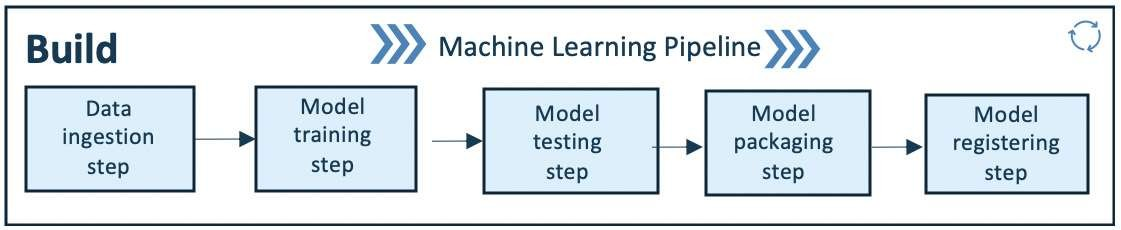 Build
Machine Learning Pipeline
Data
ingestion
step
Model
training
step
Model
testing
step
Model
packaging
step
Model
registering
step